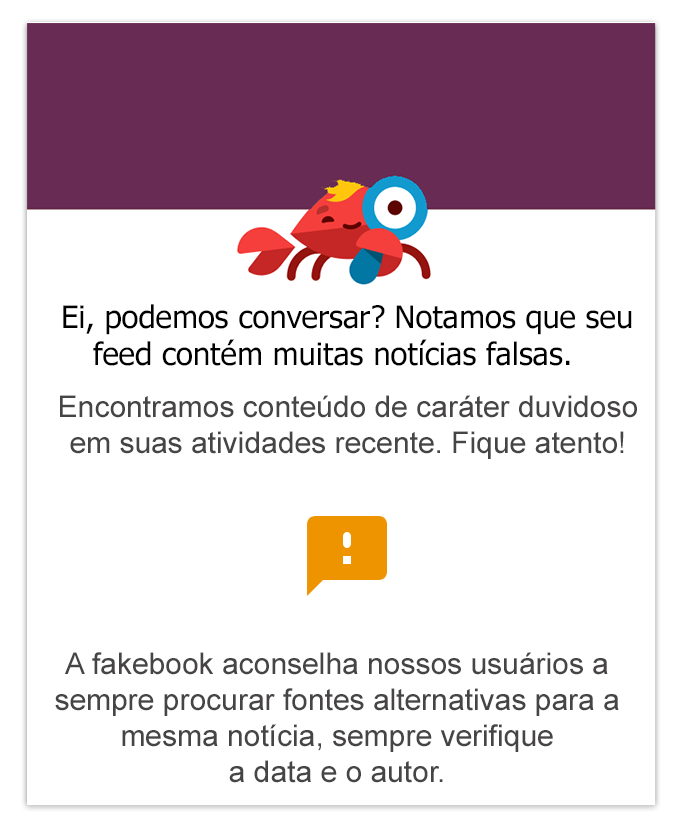 Ei, podemos conversar? Notamos que seu
feed contém muitas notícias falsas.
Encontramos conteúdo de caráter duvidoso
em suas atividades recente. Fique atento!
A fakebook aconselha nossos usuários a
sempre procurar fontes alternativas para a
mesma notícia, sempre verifique
a data e o autor.